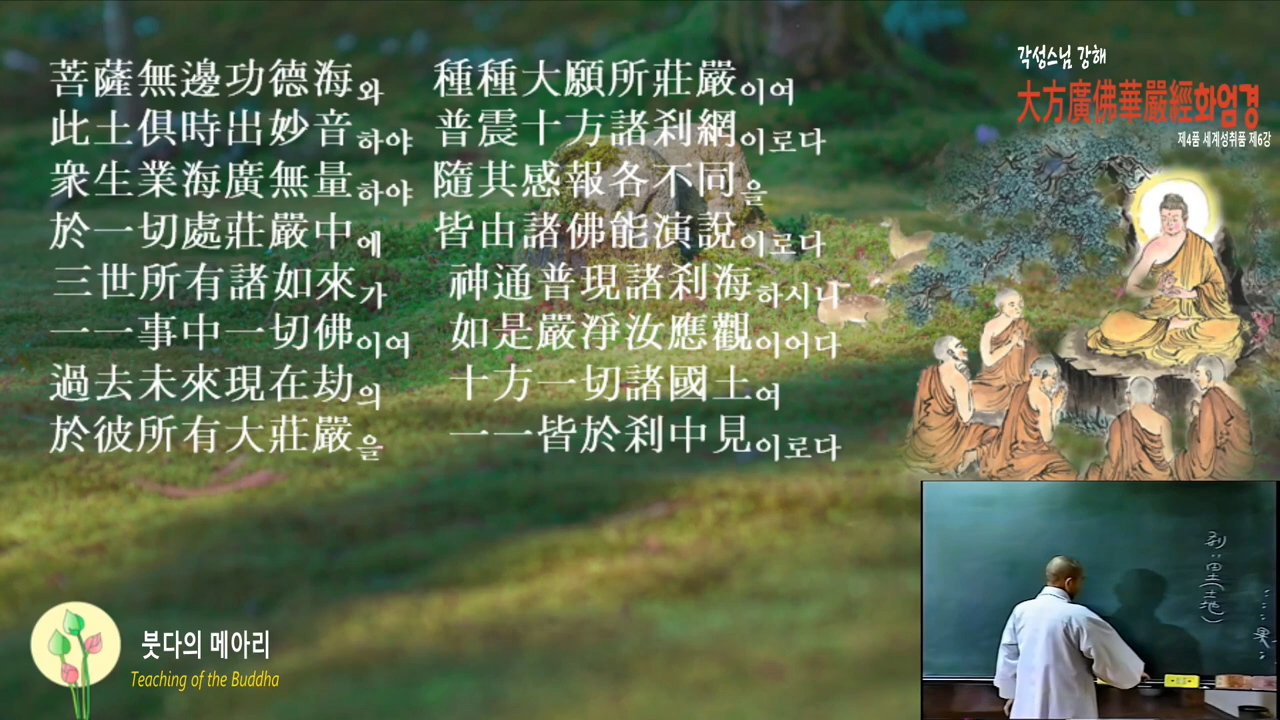 菩薩無邊功德海와 種種大願所莊嚴이여
此土俱時出妙音하야 普震十方諸刹網이로다
衆生業海廣無量하야 隨其感報各不同을
於一切處莊嚴中에 皆由諸佛能演說이로다
三世所有諸如來가 神通普現諸刹海하시니
一一事中一切佛이여 如是嚴淨汝應觀이어다
過去未來現在劫의 十方一切諸國土여
於彼所有大莊嚴을 一一皆於刹中見이로다
각성스님 강해
大方廣佛華嚴經화엄경
제4품 세계성취품 제6강
붓다의 메아리
Teaching of the Buddha